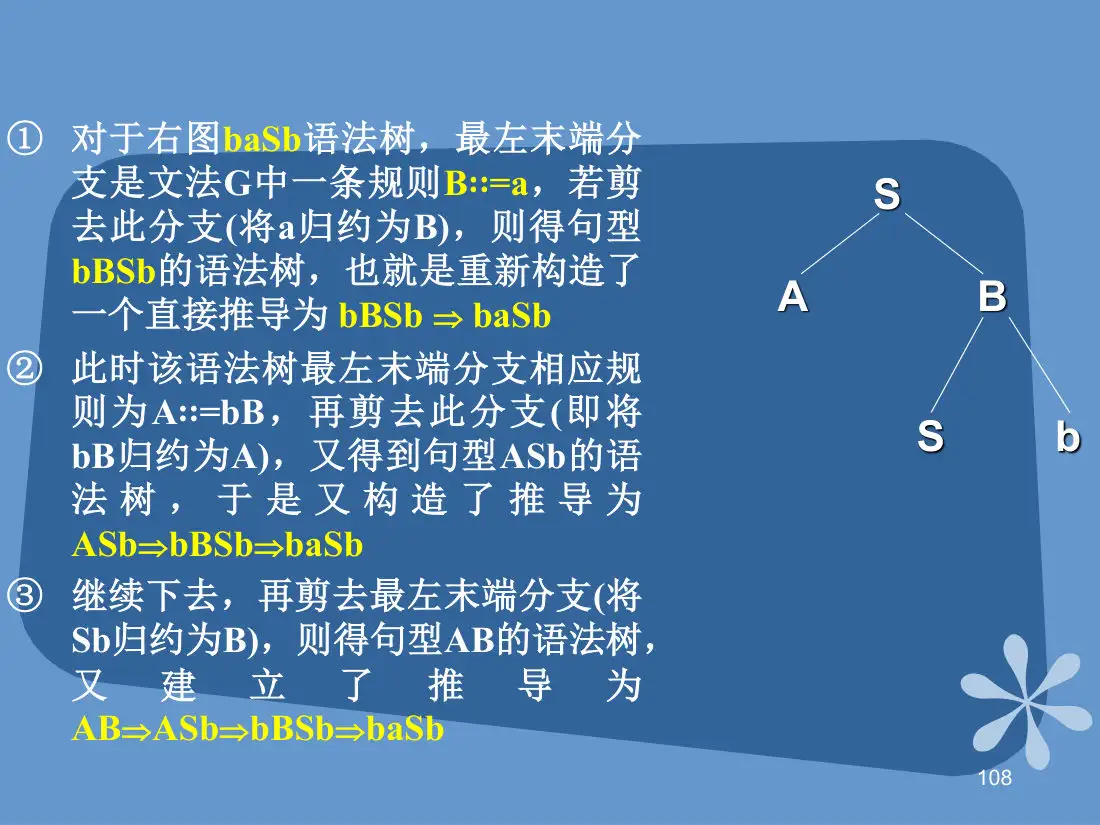 ① 对于右图baSb语法树，最左末端分
支是文法G中一条规则B∷=a，若剪
去此分支(将a归约为B)，则得句型
bBSb的语法树，也就是重新构造了
一个直接推导为 bBSb ⇒ baSb
② 此时该语法树最左末端分支相应规
则为A∷=bB，再剪去此分支(即将
bB归约为A)，又得到句型ASb的语
法树，于是又构造了推导为
ASb⇒bBSb⇒baSb
③ 继续下去，再剪去最左末端分支(将
Sb归约为B)，则得句型AB的语法树，
又建立了推导为
AB⇒ASb⇒bBSb⇒baSb
S
A B
S b
108